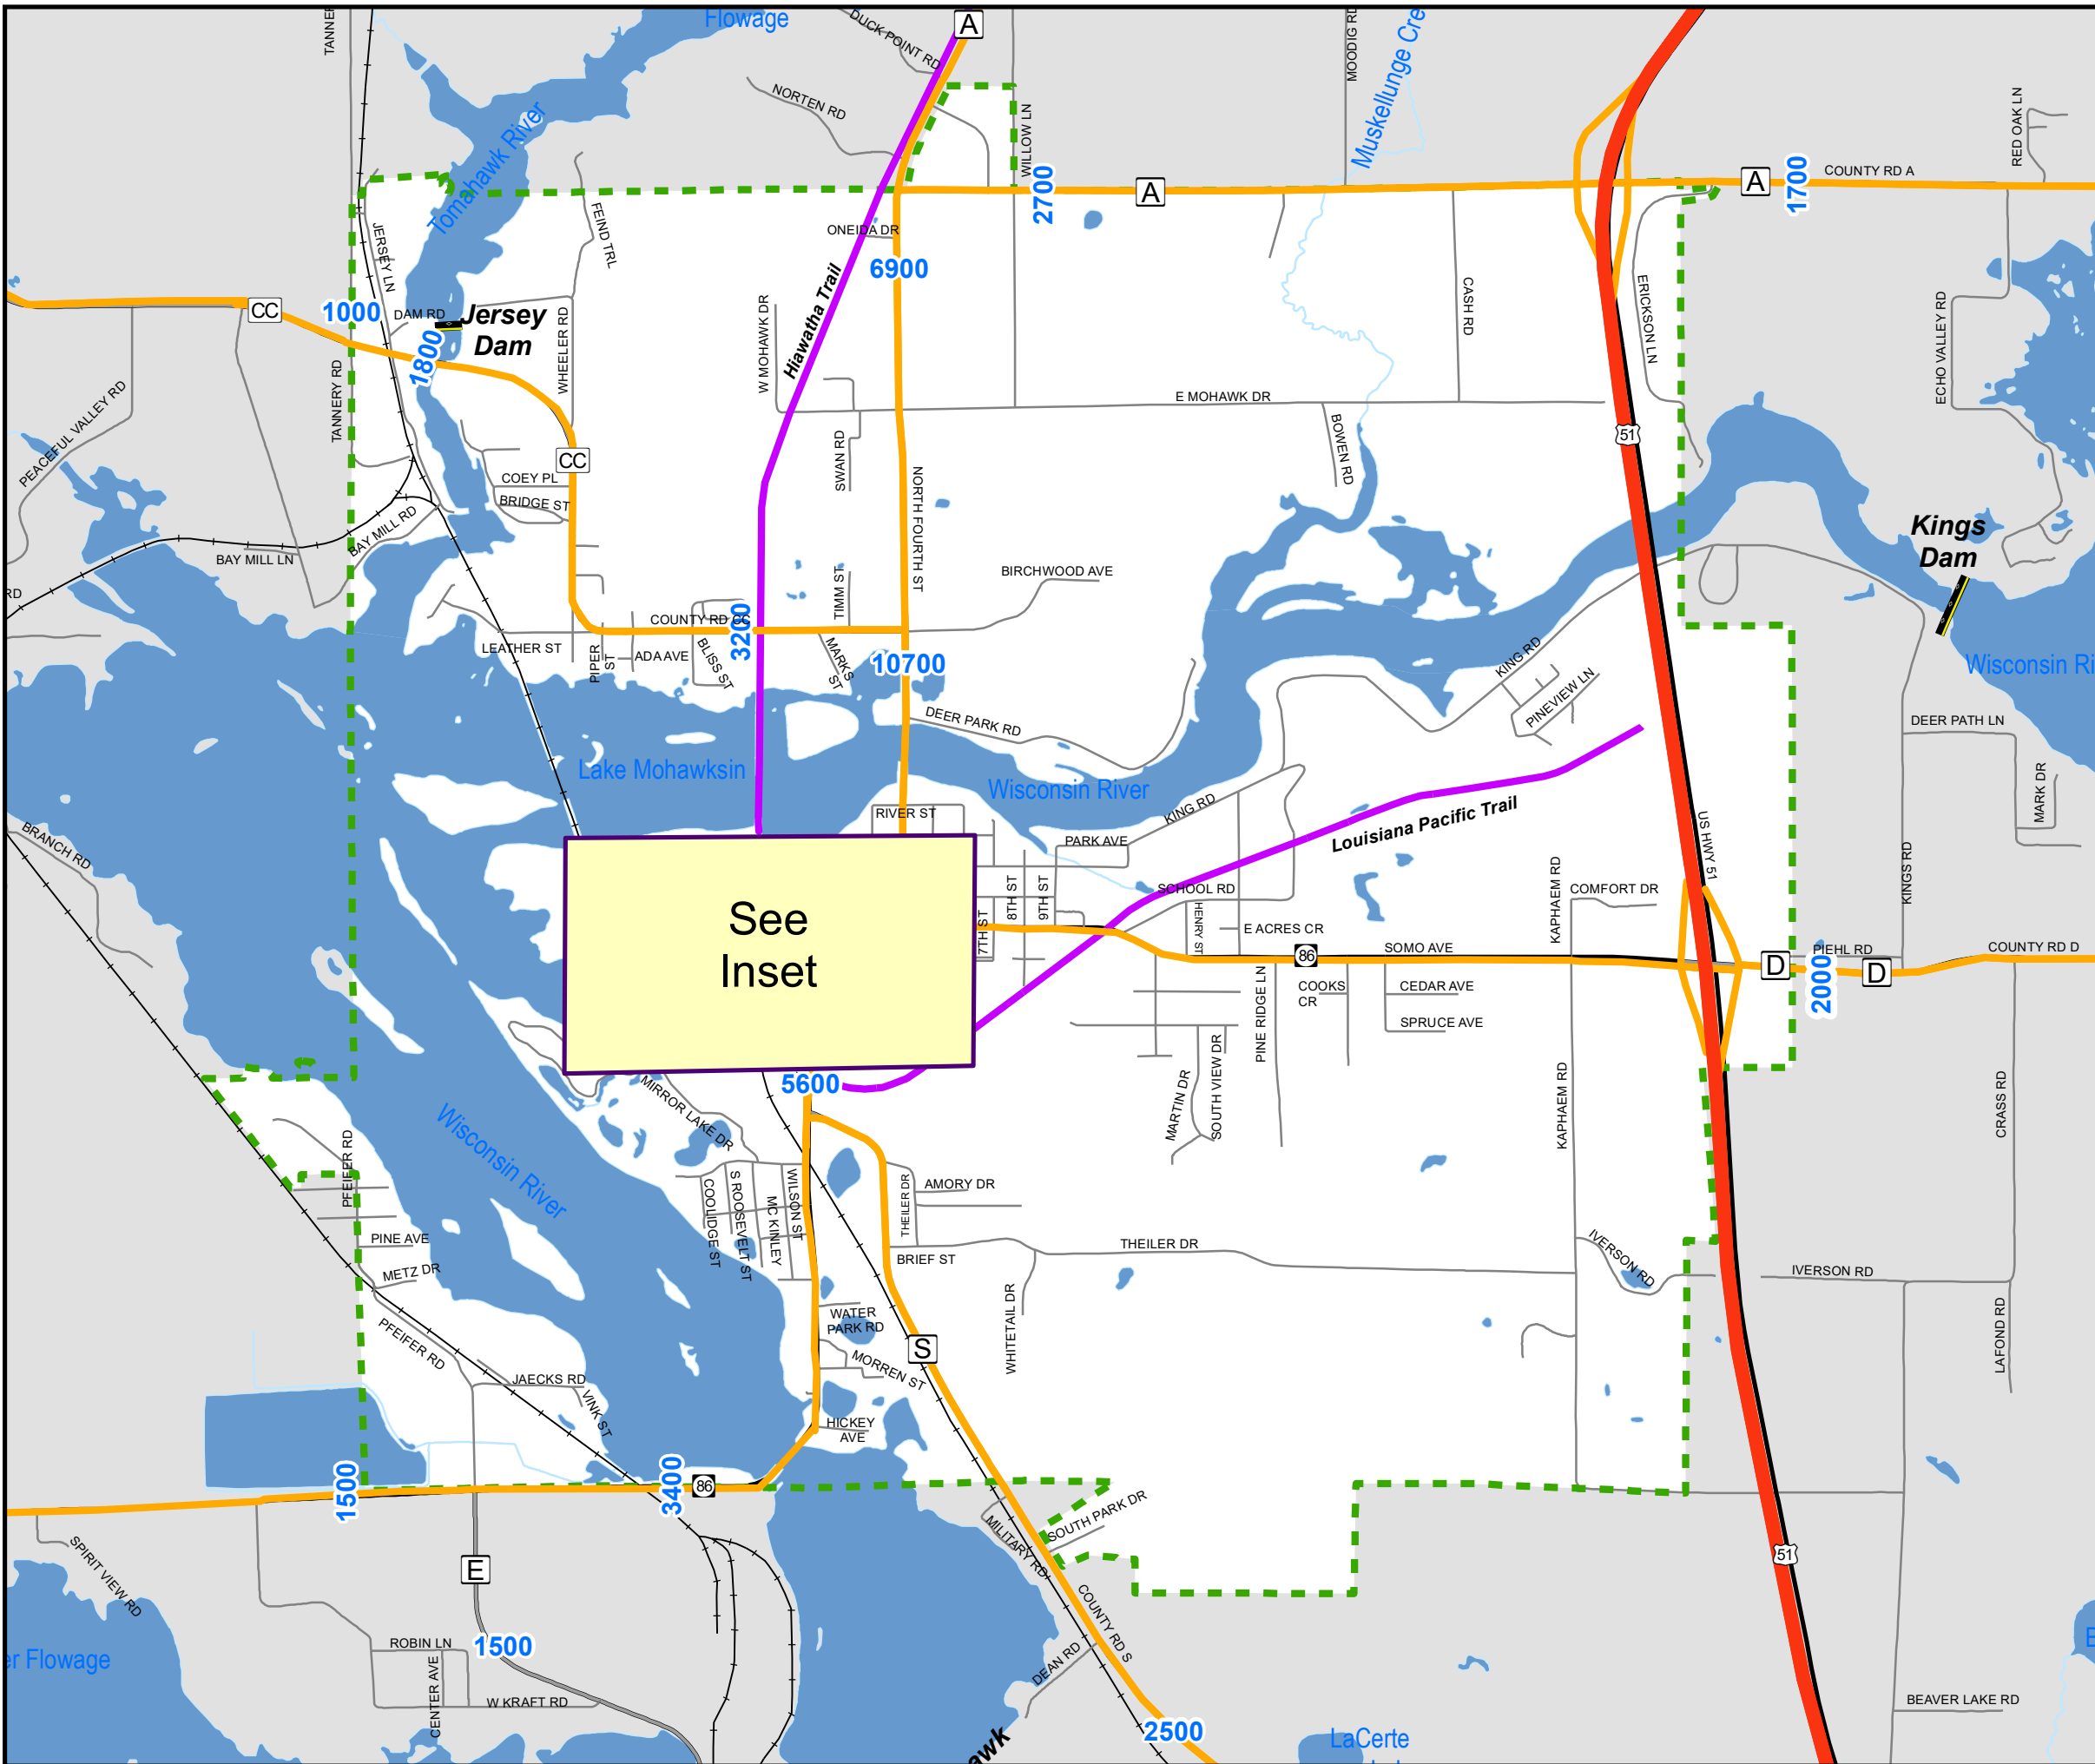 Flowage
DUCK POINT RD
A
TANNER
MOODIG RD
Muskellunge Cre
NORTEN RD
WILLOW LN
RED OAK LN
Tomahawk River
COUNTY RD A
A
A
1700
2700
FEIND TRL
JERSEY LN
ONEIDA DR
6900
CC
1000
DAM RD
Jersey
Dam
1800
WHEELER RD
W MOHAWK DR
Hiawatha Trail
CASH RD
ERICKSON LN
ECHO VALLEY RD
TANNERY RD
PEACEFUL VALLEY RD
E MOHAWK DR
BOWEN RD
51
CC
SWAN RD
COEY PL
BRIDGE ST
NORTH FOURTH ST
BAY MILL RD
BAY MILL LN
Kings
Dam
RD
TIMM ST
BIRCHWOOD AVE
COUNTY RD CC
3200
LEATHER ST
PIPER
ST
ADA AVE
BLISS ST
MARKS
ST
10700
KING RD
PINEVIEW LN
Wisconsin Ri
DEER PARK RD
DEER PATH LN
Lake Mohawksin
Wisconsin River
MARK DR
RIVER ST
KING RD
PARK AVE
Louisiana Pacific Trail
US HWY 51
BRANCH RD
KINGS RD
See
Inset
7TH ST
8TH ST
9TH ST
SCHOOL RD
HENRY ST
E ACRES CR
KAPHAEM RD
COMFORT DR
86
SOMO AVE
PIEHL RD
COUNTY RD D
D
D
2000
COOKS
CR
CEDAR AVE
SPRUCE AVE
PINE RIDGE LN
SOUTH VIEW DR
MARTIN DR
KAPHAEM RD
CRASS RD
5600
MIRROR LAKE DR
Wisconsin River
PFEIFER RD
COOLIDGE ST
S ROOSEVELT ST
MC KINLEY
WILSON ST
THEILER DR
AMORY DR
PINE AVE
METZ DR
BRIEF ST
THEILER DR
IVERSON RD
IVERSON RD
WHITETAIL DR
WATER
PARK RD
S
MORREN ST
LAFOND RD
PFEIFER RD
JAECKS RD
VINK ST
HICKEY
AVE
1500
3400
86
MILITARY RD
SOUTH PARK DR
SPIRIT VIEW RD
E
51
COUNTY RD S
DEAN RD
er Flowage
ROBIN LN
1500
CENTER AVE
W KRAFT RD
BEAVER LAKE RD
2500
awk
LaCerte